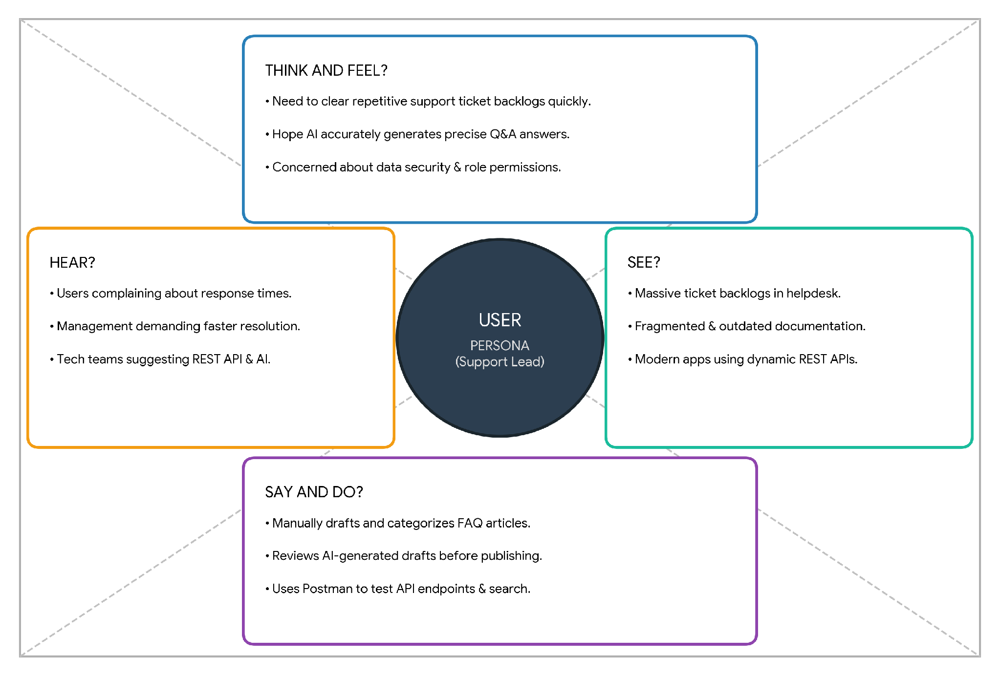 THINK AND FEEL?
• Need to clear repetitive support ticket backlogs quickly.
• Hope AI accurately generates precise Q&A answers.
• Concerned about data security & role permissions.
HEAR?
• Users complaining about response times.
• Management demanding faster resolution.
• Tech teams suggesting REST API & AI.
USER
PERSONA
(Support Lead)
SEE?
• Massive ticket backlogs in helpdesk.
• Fragmented & outdated documentation.
• Modern apps using dynamic REST APIs.
SAY AND DO?
• Manually drafts and categorizes FAQ articles.
• Reviews AI-generated drafts before publishing.
• Uses Postman to test API endpoints & search.